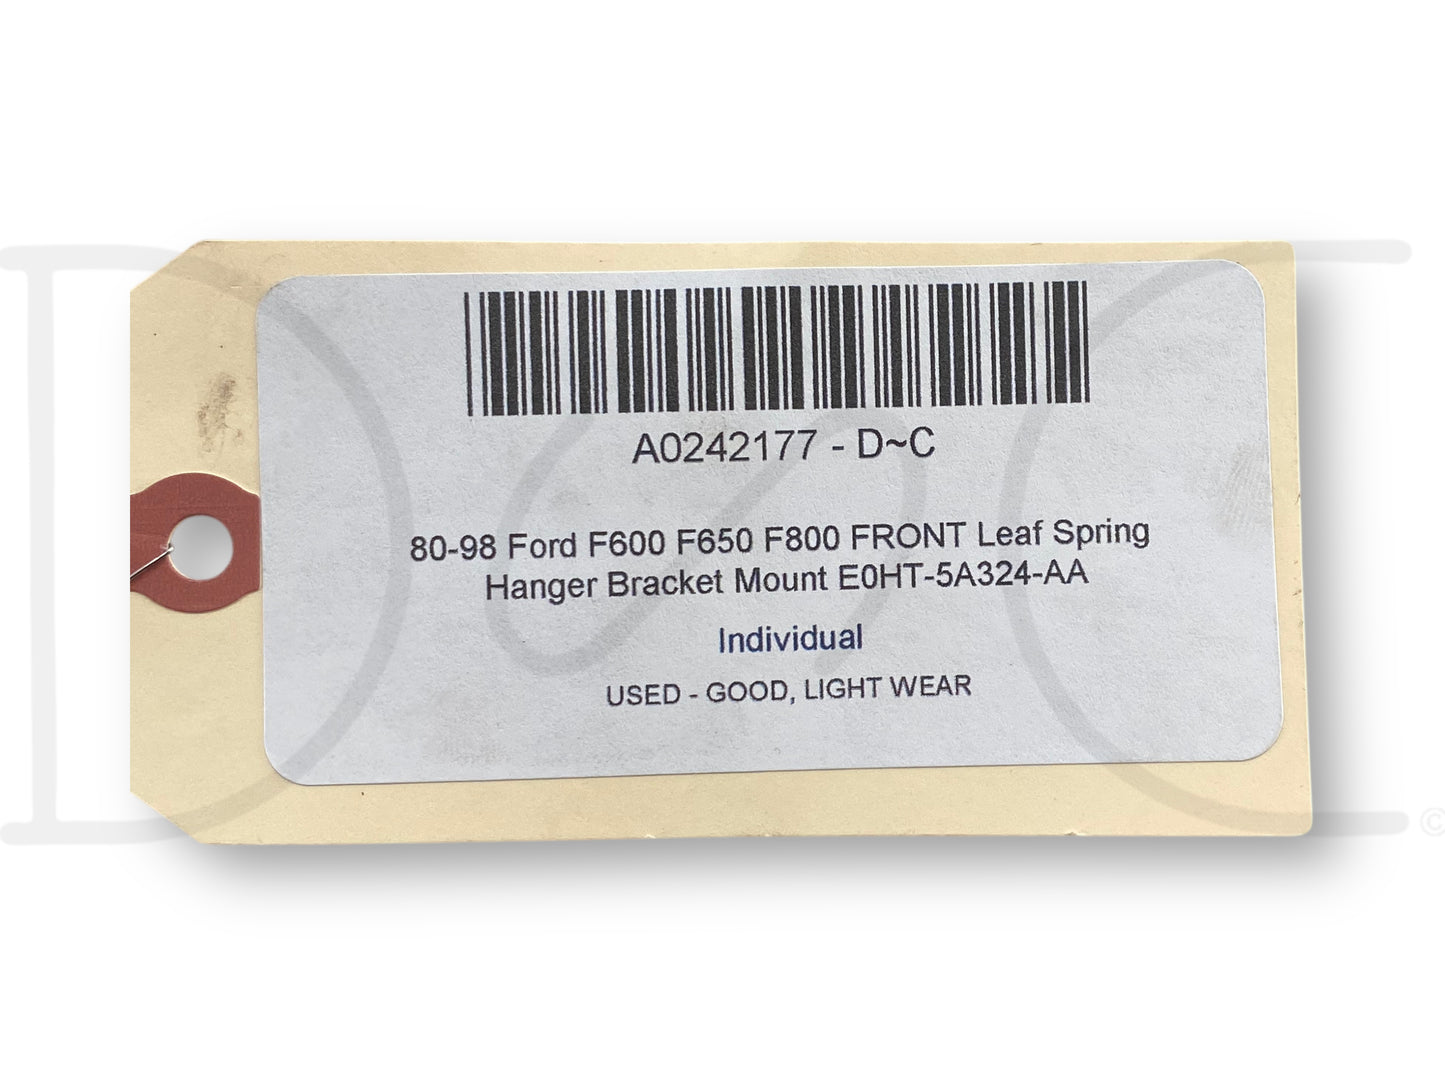 A0242177 - D~C
80-98 Ford F600 F650 F800 FRONT Leaf Spring
Hanger Bracket Mount E0HT-5A324-AA
Individual
USED - GOOD, LIGHT WEAR
D&C
©